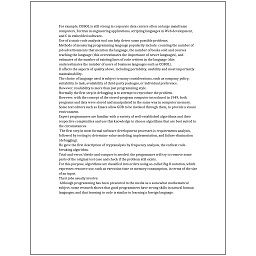 For example, COBOL is still strong in corporate data centers often on large mainframe
computers, Fortran in engineering applications, scripting languages in Web development,
and C in embedded software.
Use of a static code analysis tool can help detect some possible problems.
Methods of measuring programming language popularity include: counting the number of
job advertisements that mention the language, the number of books sold and courses
teaching the language (this overestimates the importance of newer languages), and
estimates of the number of existing lines of code written in the language (this
underestimates the number of users of business languages such as COBOL).
It affects the aspects of quality above, including portability, usability and most importantly
maintainability.
The choice of language used is subject to many considerations, such as company policy,
suitability to task, availability of third-party packages, or individual preference.
However, readability is more than just programming style.
Normally the first step in debugging is to attempt to reproduce the problem.
However, with the concept of the stored-program computer introduced in 1949, both
programs and data were stored and manipulated in the same way in computer memory.
Some text editors such as Emacs allow GDB to be invoked through them, to provide a visual
environment.
Expert programmers are familiar with a variety of well-established algorithms and their
respective complexities and use this knowledge to choose algorithms that are best suited to
the circumstances.
The first step in most formal software development processes is requirements analysis,
followed by testing to determine value modeling, implementation, and failure elimination
(debugging).
He gave the first description of cryptanalysis by frequency analysis, the earliest code-
breaking algorithm.
Trial-and-error/divide-and-conquer is needed: the programmer will try to remove some
parts of the original test case and check if the problem still exists.
For this purpose, algorithms are classified into orders using so-called Big O notation, which
expresses resource use, such as execution time or memory consumption, in terms of the size
of an input.
Their jobs usually involve:
Although programming has been presented in the media as a somewhat mathematical
subject, some research shows that good programmers have strong skills in natural human
languages, and that learning to code is similar to learning a foreign language.